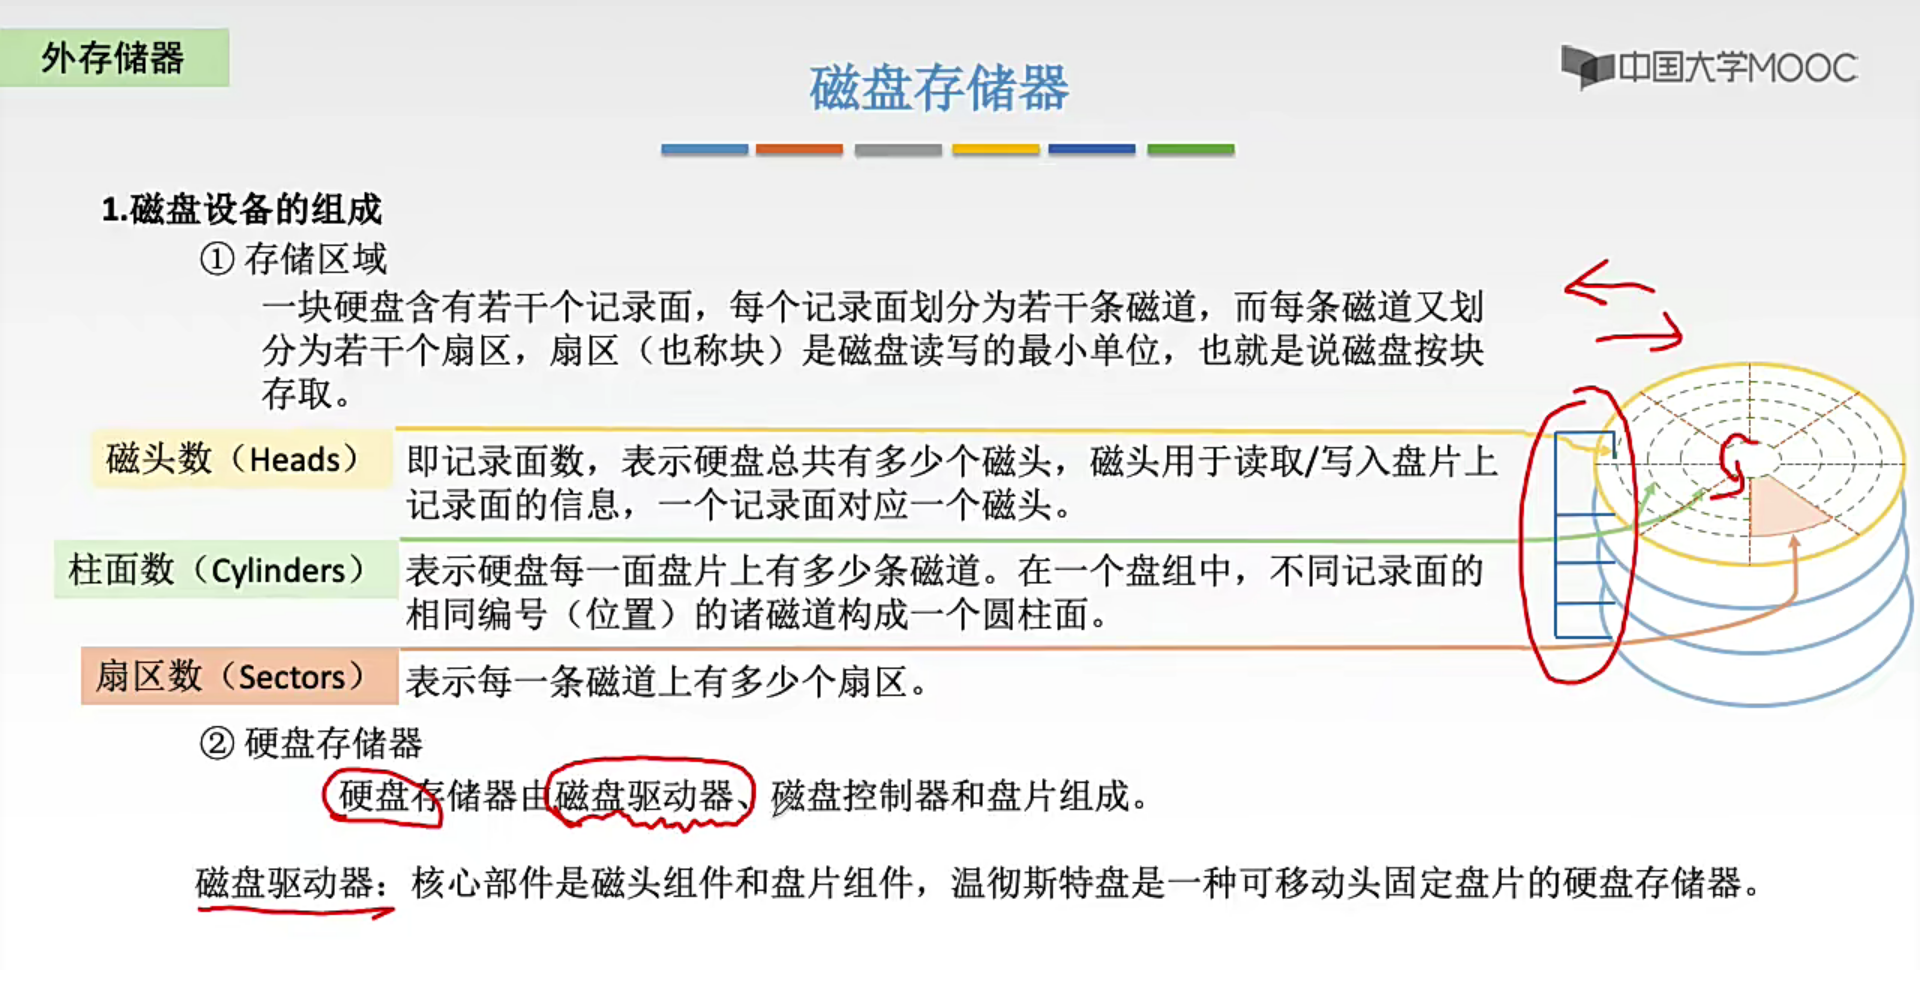 外存储器
中国大学MOOC
磁盘存储器
1.磁盘设备的组成
① 存储区域
一块硬盘含有若干个记录面，每个记录面划分为若干条磁道，而每条磁道又划
分为若干个扇区，扇区（也称块）是磁盘读写的最小单位，也就是说磁盘按块
存取。
磁头数（Heads）
即记录面数，表示硬盘总共有多少个磁头，磁头用于读取/写入盘片上
记录面的信息，一个记录面对应一个磁头。
柱面数（Cylinders）
表示硬盘每一面盘片上有多少条磁道。在一个盘组中，不同记录面的
相同编号（位置）的诸磁道构成一个圆柱面。
扇区数（Sectors）
表示每一条磁道上有多少个扇区。
② 硬盘存储器
硬盘存储器由磁盘驱动器、磁盘控制器和盘片组成。
磁盘驱动器：核心部件是磁头组件和盘片组件，温彻斯特盘是一种可移动头固定盘片的硬盘存储器。